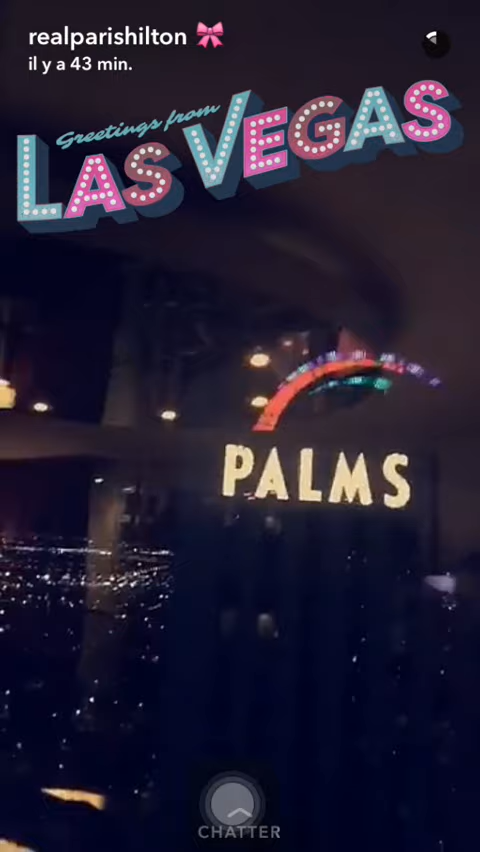 realparishilton 🎀
il y a 43 min.
Greetings from
LAS VEGAS
PALMS
CHATTER